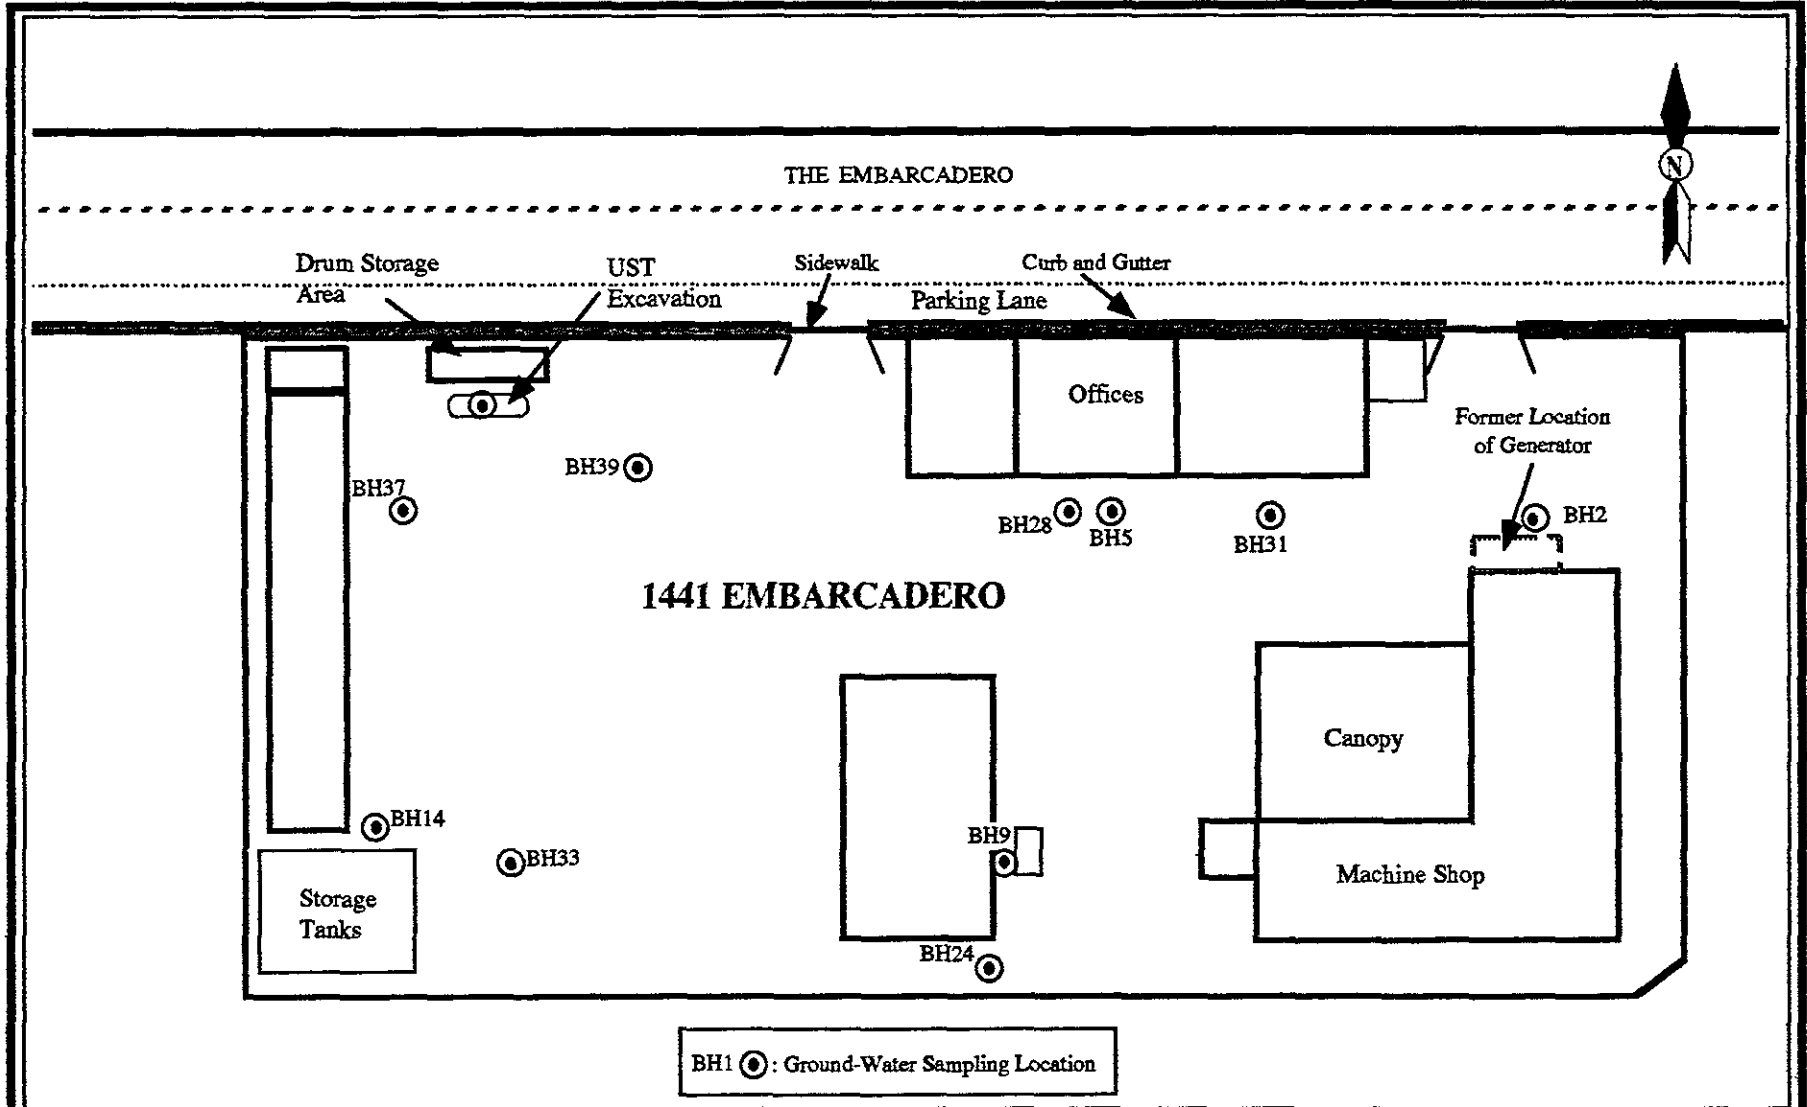 THE EMBARCADERO
N
Drum Storage
Area
UST
Excavation
Sidewalk
Curb and Gutter
Parking Lane
Offices
Former Location
of Generator
BH39
BH37
BH28
BH5
BH31
BH2
1441 EMBARCADERO
Canopy
BH14
BH33
BH9
Machine Shop
Storage
Tanks
BH24
BH1 : Ground-Water Sampling Location